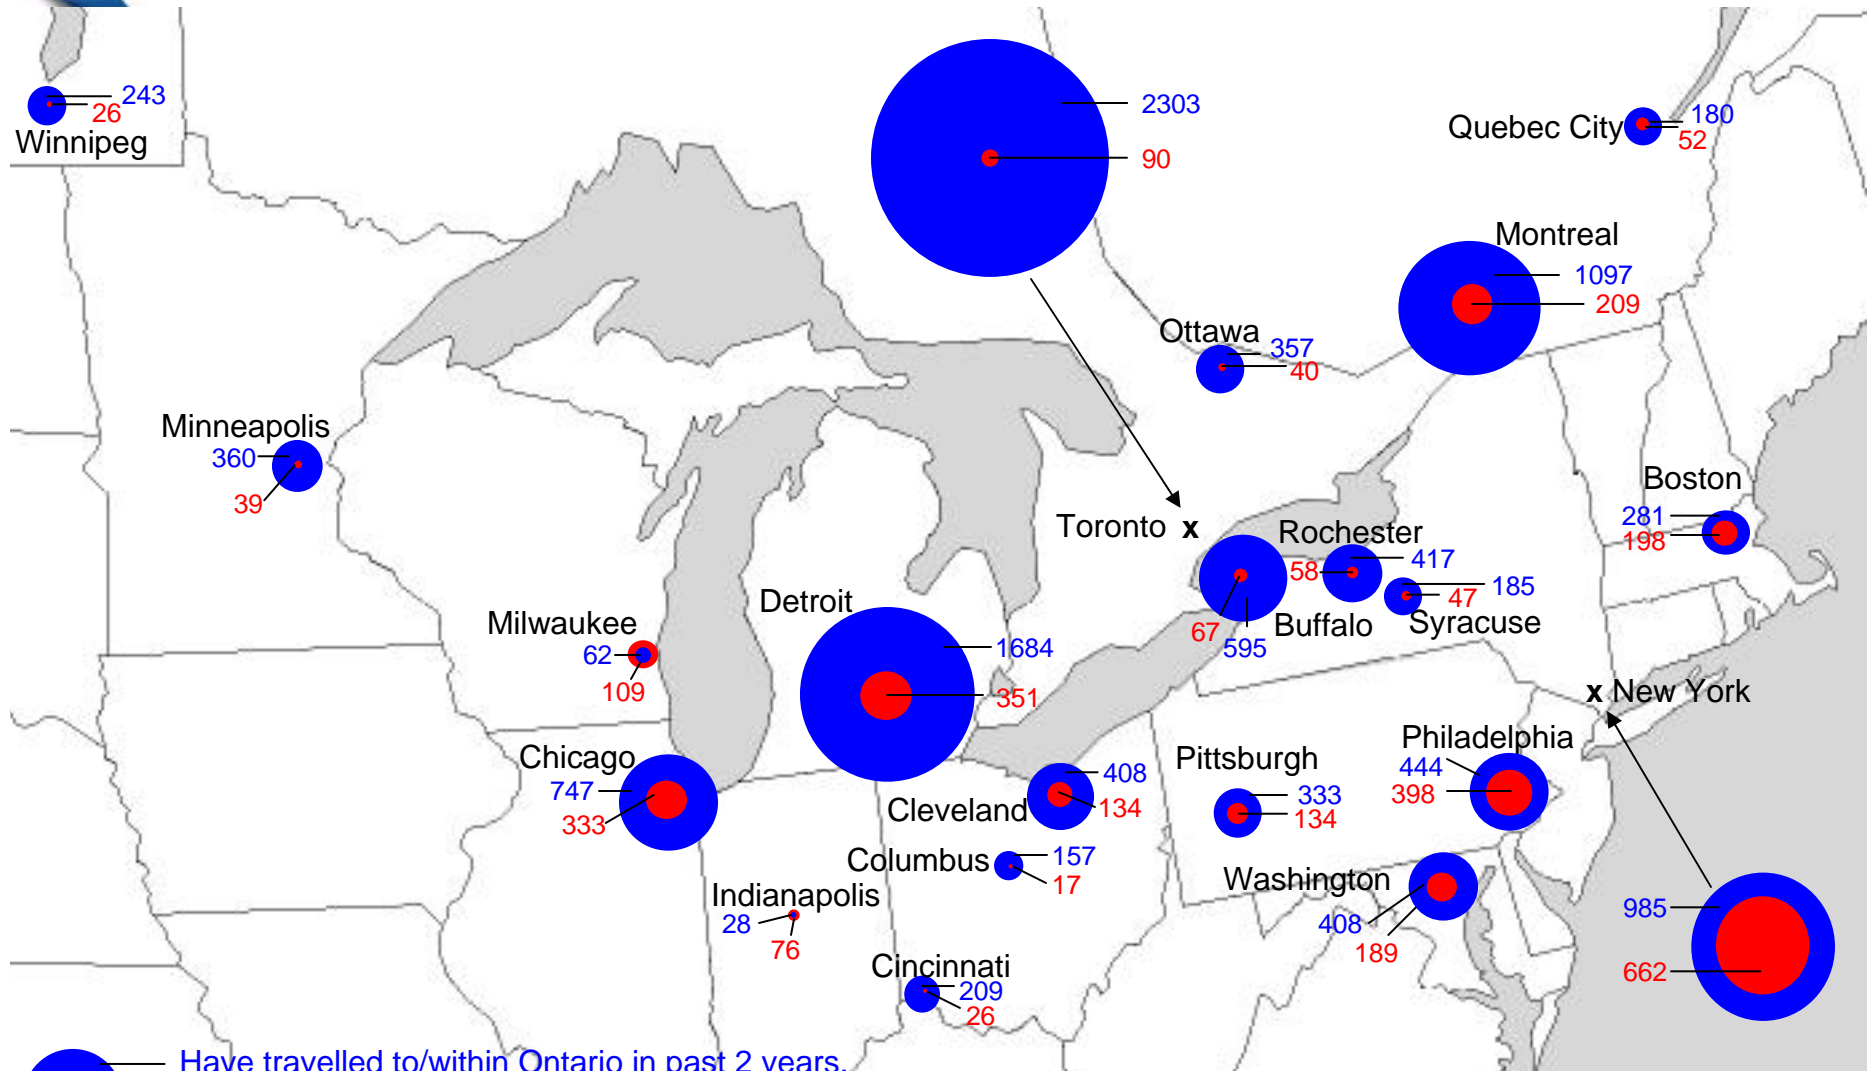 243
26
Winnipeg
2303
90
Quebec City
180
52
Montreal
1097
209
Ottawa
357
40
Minneapolis
360
39
Boston
281
198
Toronto x
Rochester
417
58
185
47
Syracuse
Buffalo
67
595
Detroit
1684
351
Milwaukee
62
109
x New York
Chicago
747
333
Cleveland
408
134
Pittsburgh
333
134
Philadelphia
444
398
Columbus
157
17
Washington
408
189
Indianapolis
28
76
985
662
Cincinnati
209
26
Have travelled to/within Ontario in past 2 years.